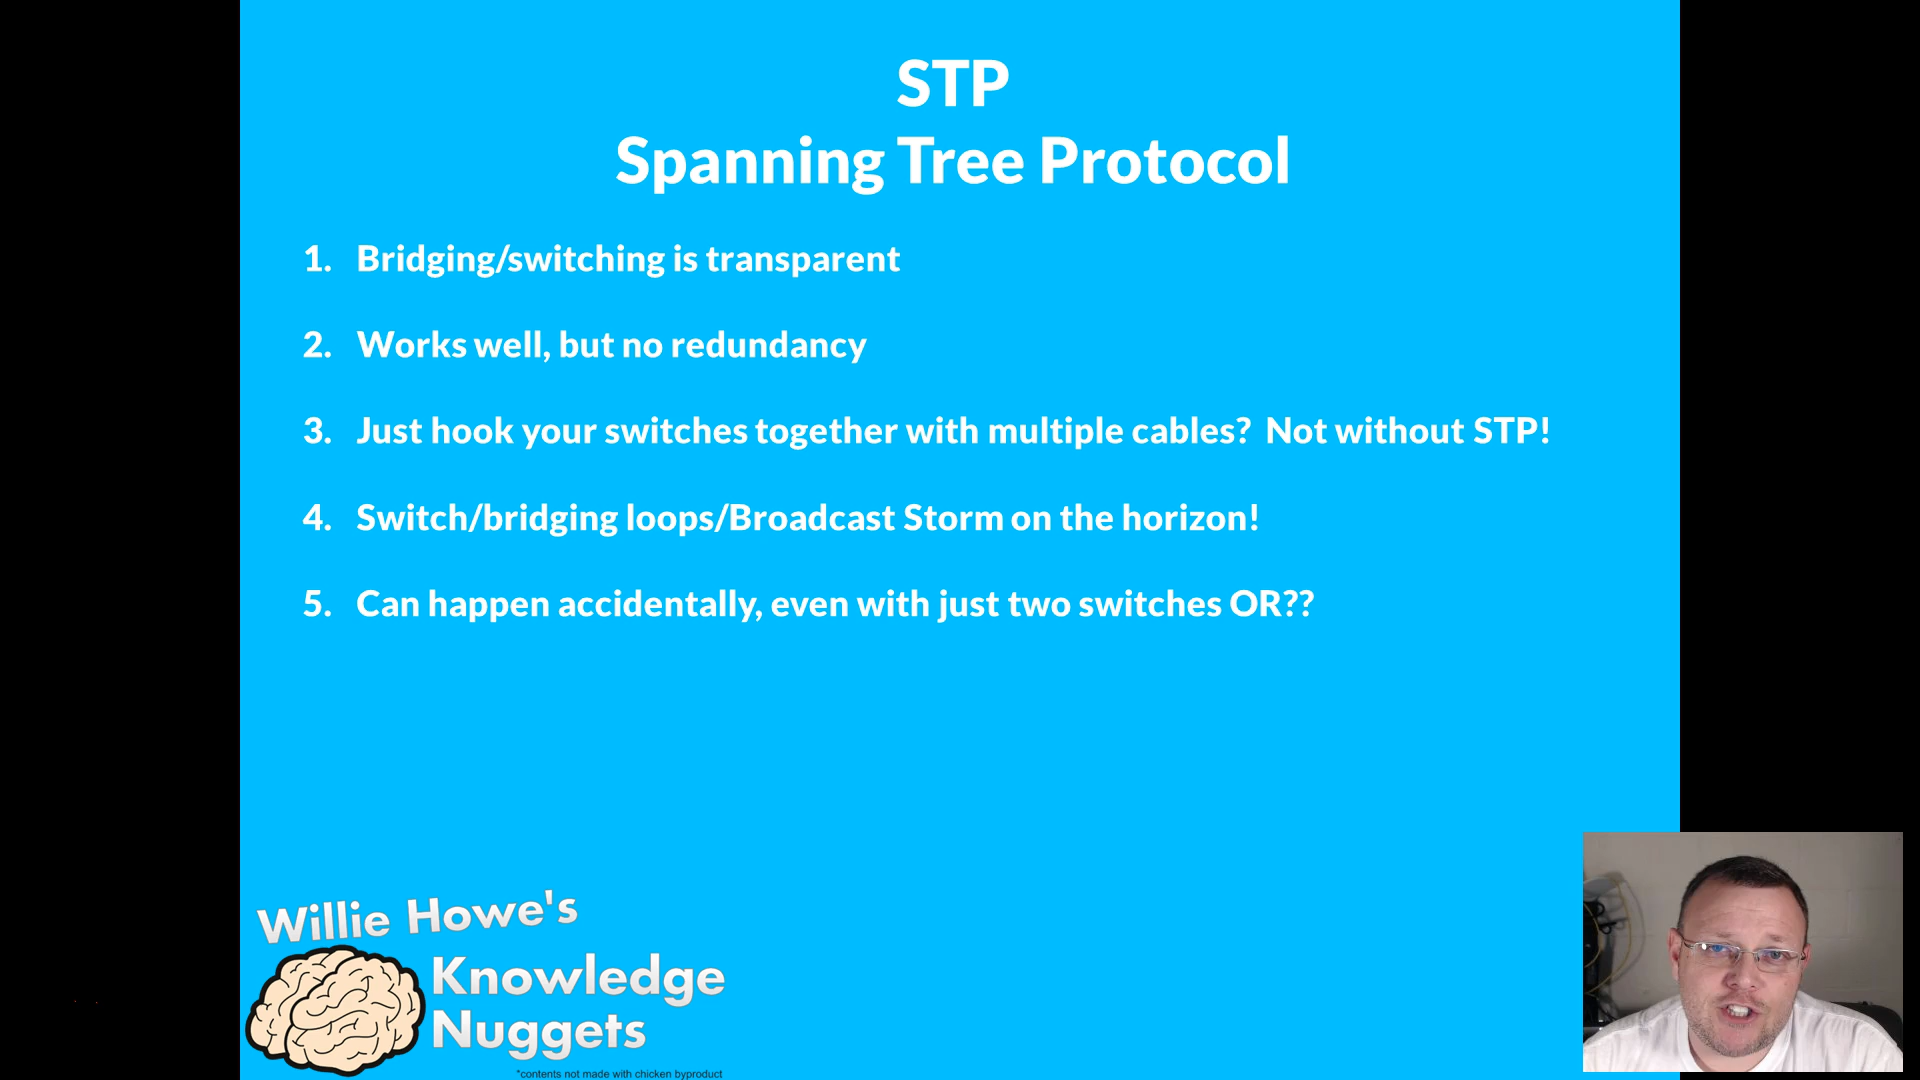 STP
Spanning Tree Protocol
1. Bridging/switching is transparent
2. Works well, but no redundancy
3. Just hook your switches together with multiple cables? Not without STP!
4. Switch/bridging loops/Broadcast Storm on the horizon!
5. Can happen accidentally, even with just two switches OR??
Willie Howe's
Knowledge
Nuggets
*contents not made with chicken byproduct